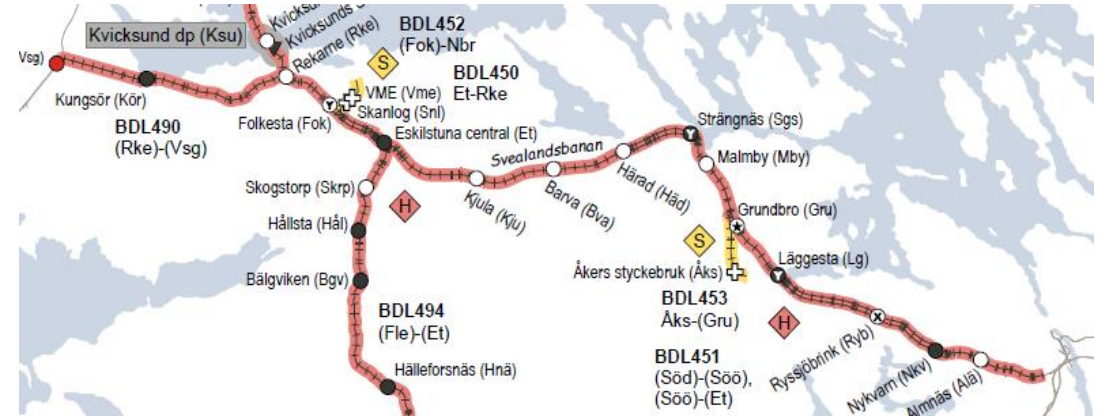 Kvicksund dp (Ksu)
Kvicksunds
Vsg)
Rekarne (Rke)
BDL452
(Fok)-Nbr
S
BDL450
Et-Rke
VME (Vme)
Skanlog (Snl)
Kungsör (Kör)
Folkesta (Fok)
Y
BDL490
(Rke)-(Vsg)
Eskilstuna central (Et)
Svealandsbanan
Strängnäs (Sgs)
Y
Malmby (Mby)
Härad (Häd)
Barva (Bva)
Kjula (Kju)
Skogstorp (Skrp)
H
Hållsta (Hål)
Grundbro (Gru)
S
Läggesta (Lg)
Y
Åkers styckebruk (Åks)
Bälgviken (Bgv)
BDL453
Åks-(Gru)
H
BDL494
(Fle)-(Et)
X
Ryssjöbrink (Ryb)
BDL451
(Söd)-(Söö),
(Söö)-(Et)
Nykvarn (Nkv)
Almnäs (Alä)
Hälleforsnäs (Hnä)